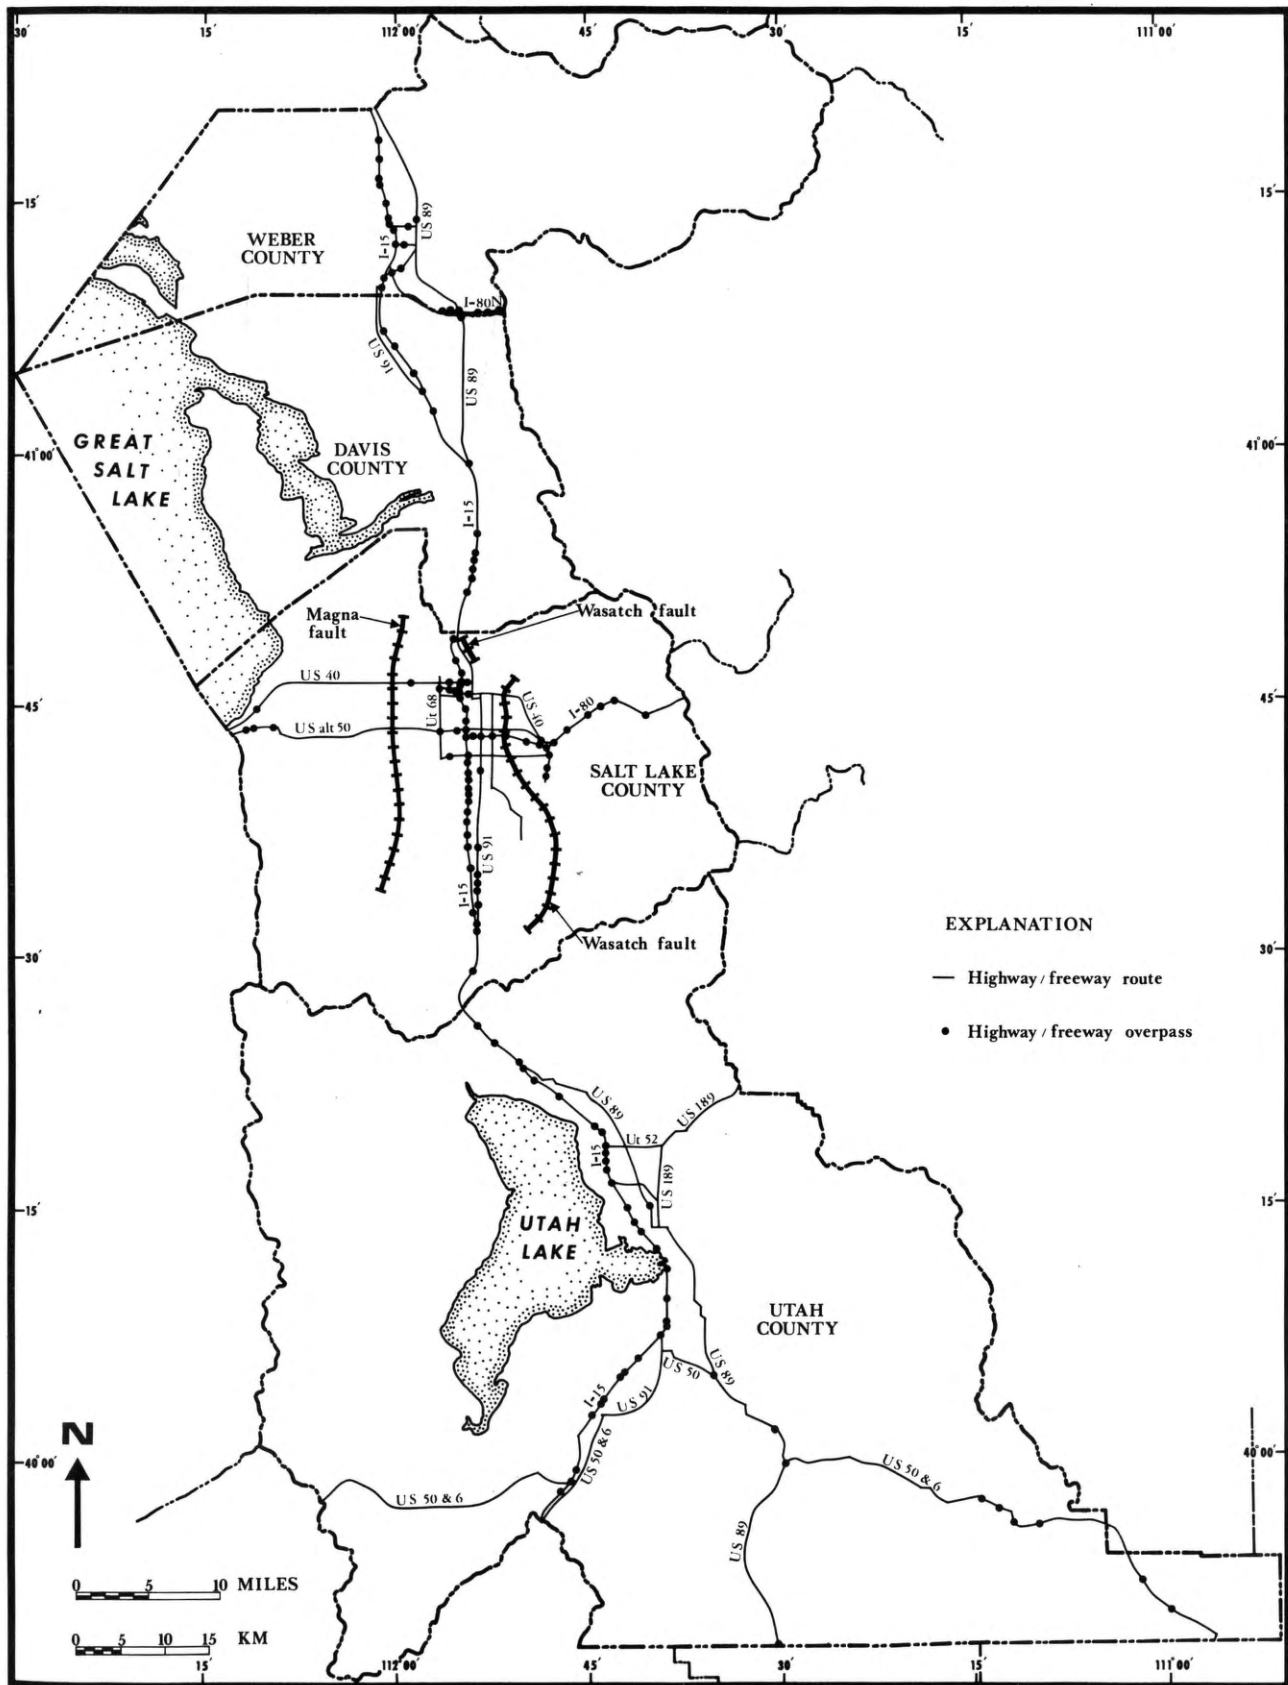 30′ 15′ 112°00′ 45′ 30 15′ 111°00′
15′ 15′
US 89
I-15
WEBER
COUNTY
I-80N
US 91
US 89
GREAT
SALT
LAKE
DAVIS
COUNTY
41°00′ 41°00′
I-15
Magna
fault
Wasatch fault
US 40
Ut 68
US 40
I-80
45′ 45′
US alt 50
SALT LAKE
COUNTY
US 91
I-15
Wasatch fault
EXPLANATION
30′ 30′
Highway / freeway route
Highway / freeway overpass
US 89
US 189
Ut 52
I-15
US 189
15′ 15′
UTAH
LAKE
UTAH
COUNTY
US 50
US 89
I-15
US 91
N
40°00′ 40°00′
US 50 & 6
US 50 & 6
US 50 & 6
US 89
0 5 10 MILES
0 5 10 15 KM
15′ 112°00′ 45′ 30′ 15′ 111°00′